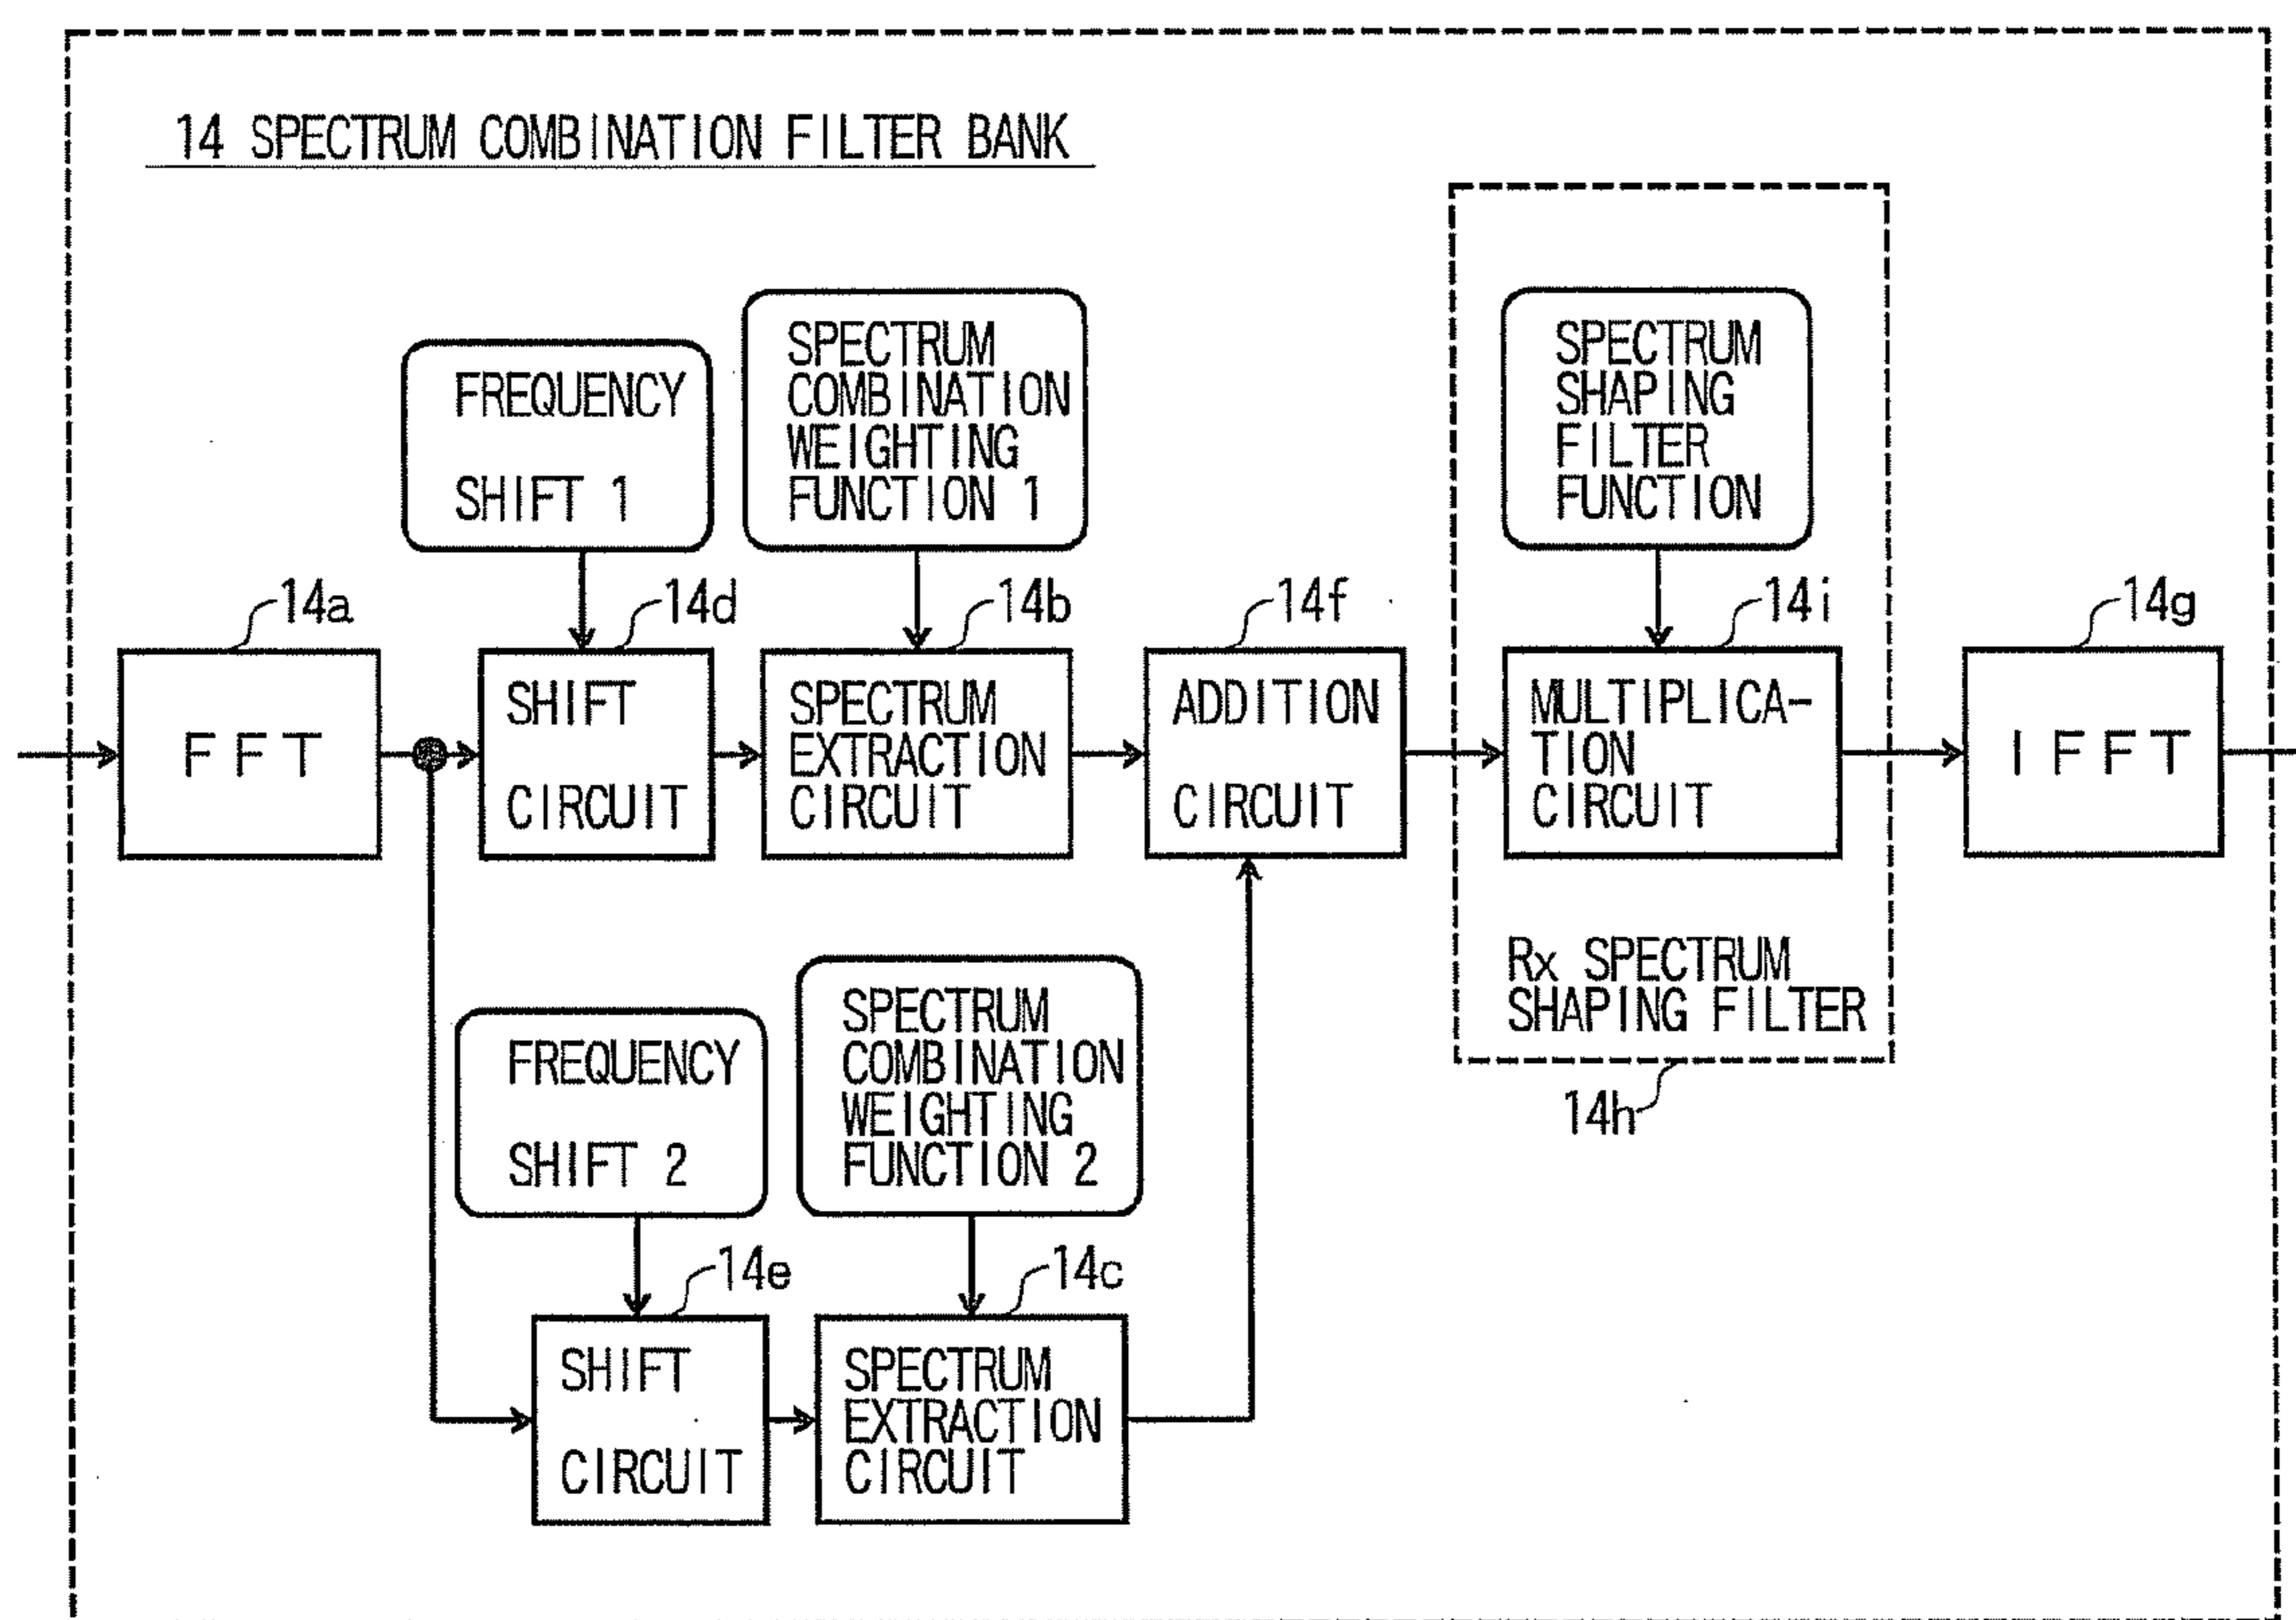 14 SPECTRUM COMBINATION FILTER BANK
FREQUENCY
SHIFT 1
SPECTRUM
COMBINATION
WEIGHTING
FUNCTION 1
SPECTRUM
SHAPING
FILTER
FUNCTION
14a
14d
14b
14f
14i
14g
FFT
SHIFT
CIRCUIT
SPECTRUM
EXTRACTION
CIRCUIT
ADDITION
CIRCUIT
MULTIPLICA-
TION
CIRCUIT
IFFT
Rx SPECTRUM
SHAPING FILTER
14h
FREQUENCY
SHIFT 2
SPECTRUM
COMBINATION
WEIGHTING
FUNCTION 2
14e
14c
SHIFT
CIRCUIT
SPECTRUM
EXTRACTION
CIRCUIT